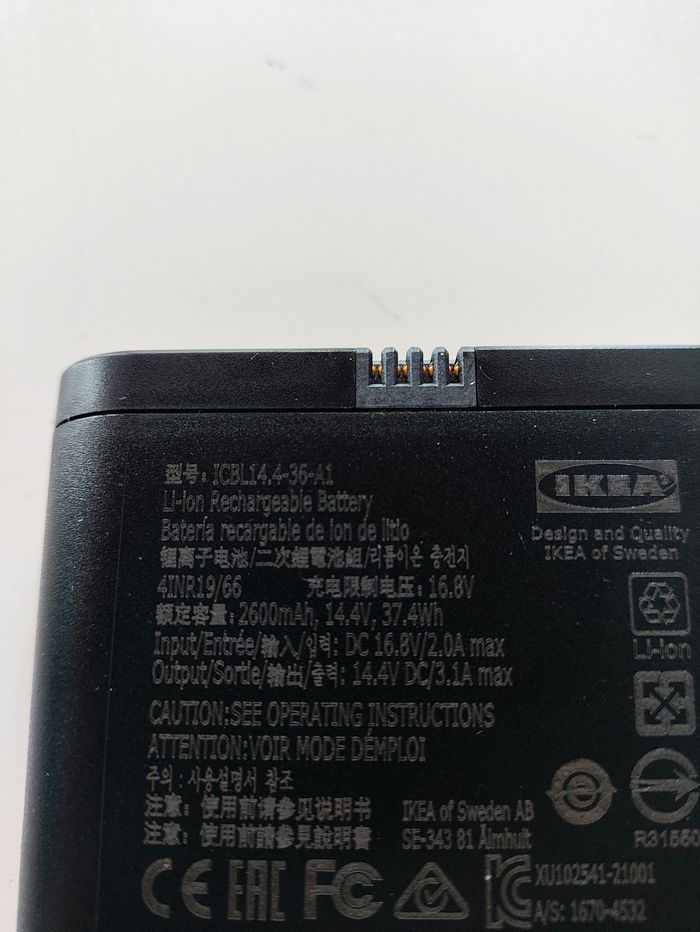 型号: ICBL14.4-36-A1
Li-ion Rechargeable Battery
Batería recargable de ion de litio
锂离子电池/二次鋰電池組/리튬이온 충전지
4INR19/66 充电限制电压: 16.8V
额定容量: 2600mAh, 14.4V, 37.4Wh
Input/Entrée/输入/입력: DC 16.8V/2.0A max
Output/Sortie/输出/출력: 14.4V DC/3.1A max
CAUTION:SEE OPERATING INSTRUCTIONS
ATTENTION:VOIR MODE DÉMPLOI
주의: 사용설명서 참조
注意: 使用前请参见说明书
注意: 使用前請參見說明書
IKEA of Sweden AB
SE-343 81 Älmhult
IKEA
Design and Quality
IKEA of Sweden
Li-ion
R31550
CE EAC FC KC
XU102541-21001
A/S: 1670-4532